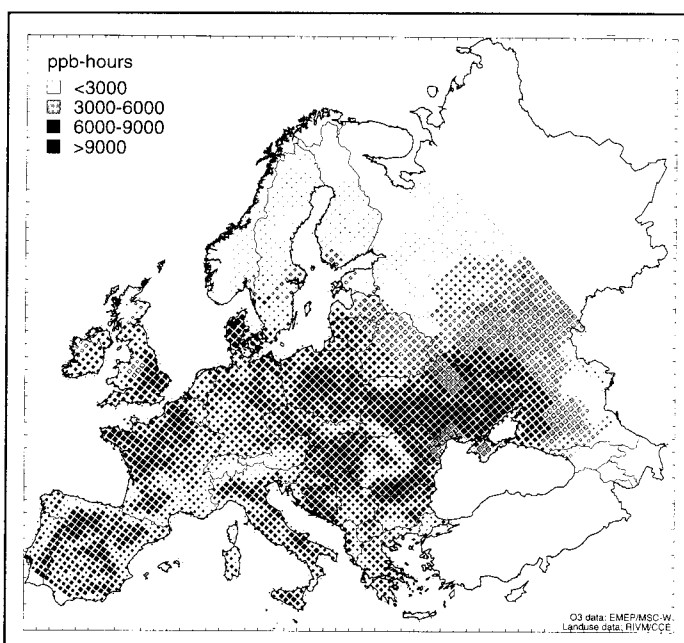 ppb-hours
<3000
3000-6000
6000-9000
>9000
O3 data: EMEP/MSC-W.
Landuse data: RIVM/CCE